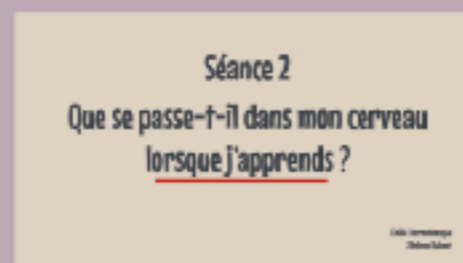 Séance 2
Que se passe-t-il dans mon cerveau
lorsque j'apprends ?